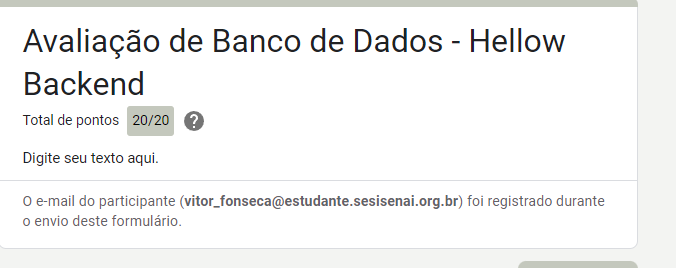 Avaliação de Banco de Dados - Hellow
Backend
Total de pontos 20/20 ?
Digite seu texto aqui.
O e-mail do participante (vitor_fonseca@estudante.sesisenai.org.br) foi registrado durante
o envio deste formulário.